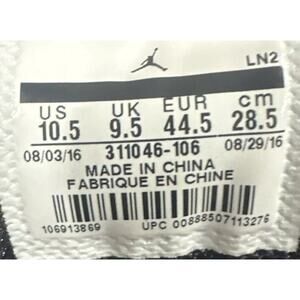 LN2
US UK EUR cm
10.5 9.5 44.5 28.5
08/03/16 311046-106 08/29/16
MADE IN CHINA
FABRIQUE EN CHINE
106913869 UPC 00888507113276